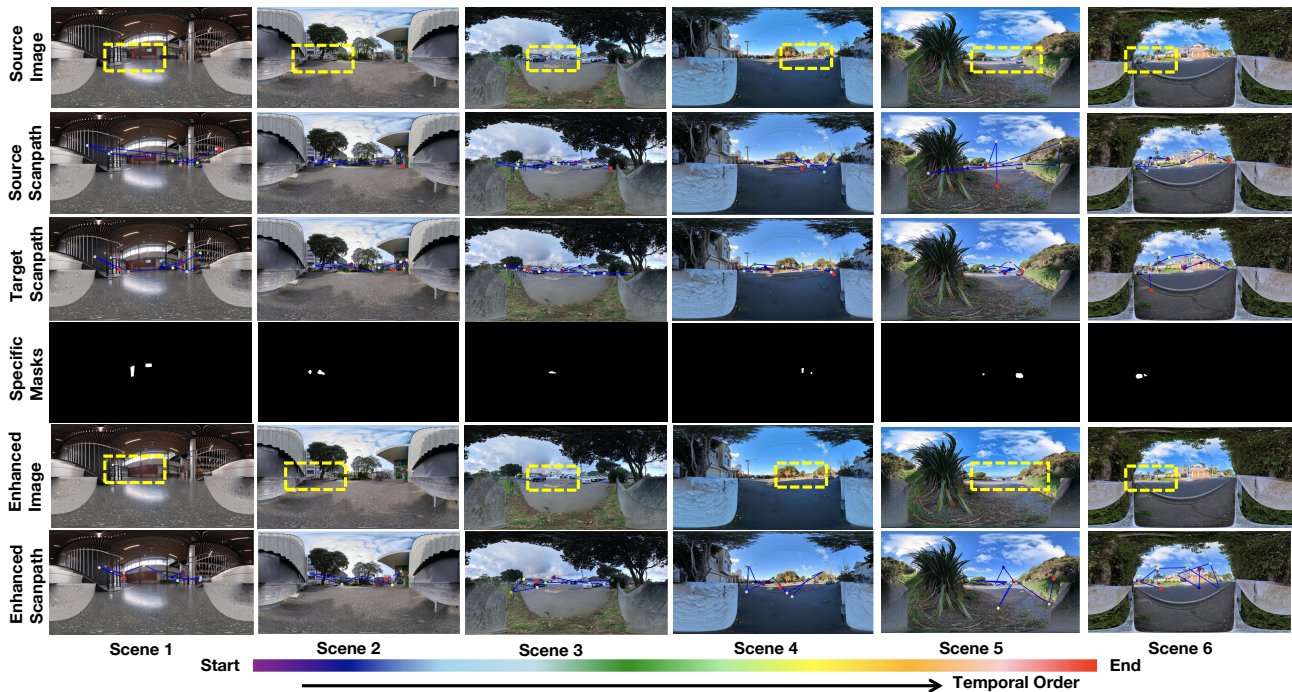 Source
Image
Source
Scanpath
Target
Scanpath
Specific
Masks
Enhanced
Image
Enhanced
Scanpath
Scene 1
Scene 2
Scene 3
Scene 4
Scene 5
Scene 6
Start
End
Temporal Order